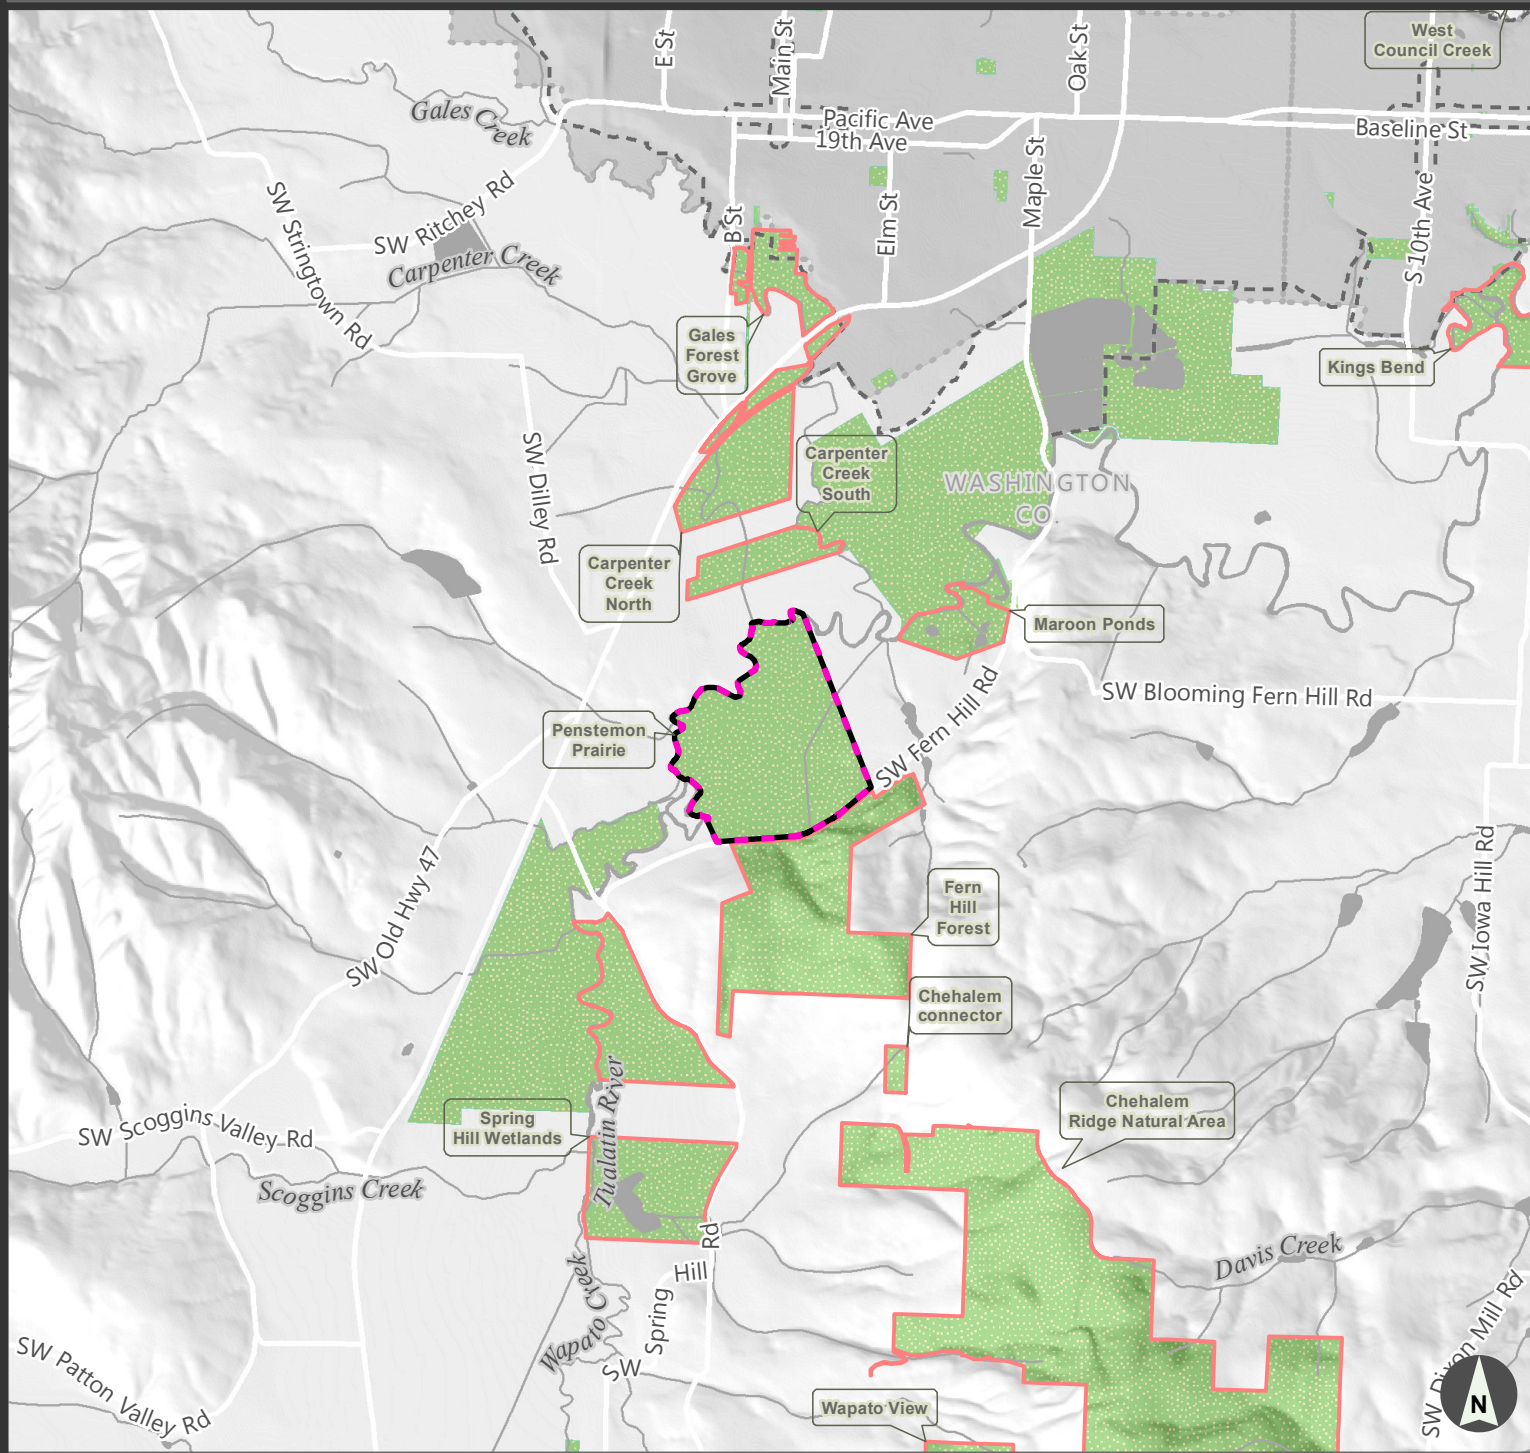 West
Council Creek
E St
Main St
Oak St
Gales Creek
Pacific Ave
19th Ave
Baseline St
SW Ritchey Rd
SW Stringtown Rd
Carpenter Creek
B St
Elm St
Maple St
S 10th Ave
Gales
Forest
Grove
Kings Bend
SW Dilley Rd
Carpenter
Creek
South
WASHINGTON
CO.
Carpenter
Creek
North
Maroon Ponds
SW Blooming Fern Hill Rd
Penstemon
Prairie
SW Fern Hill Rd
SW Old Hwy 47
SW Iowa Hill Rd
Fern
Hill
Forest
Chehalem
connector
Chehalem
Ridge Natural Area
Spring
Hill Wetlands
Tualatin River
SW Scoggins Valley Rd
Scoggins Creek
Davis Creek
Wapato Creek
SW Spring Hill Rd
SW Patton Valley Rd
Wapato View
SW Dixon Mill Rd
N